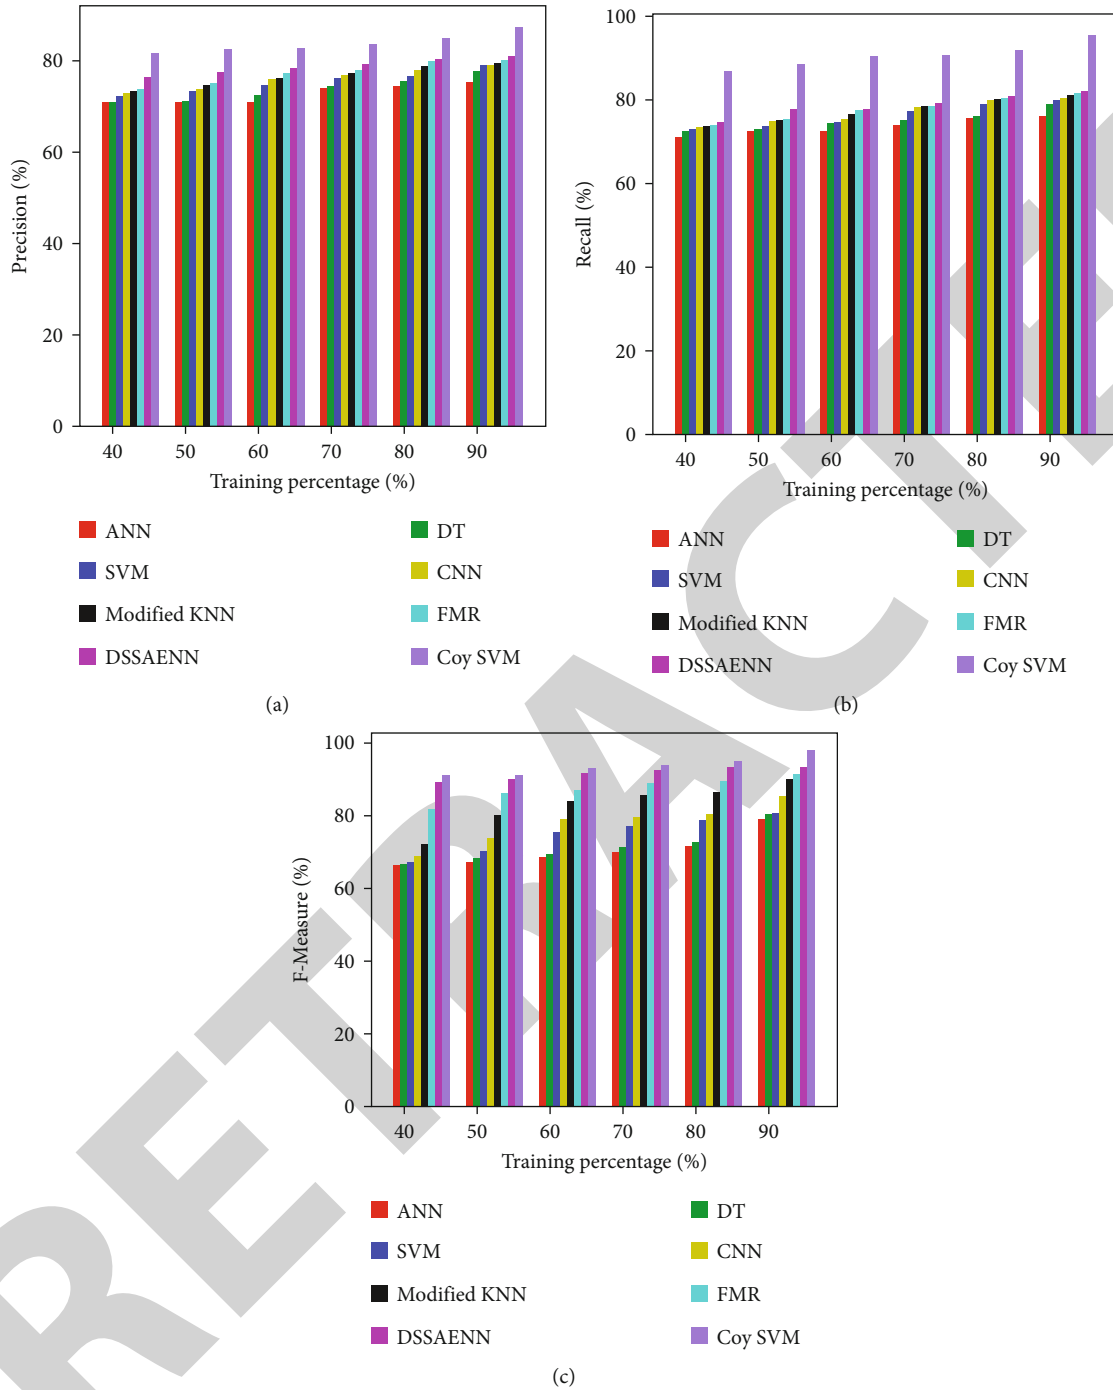 80
60
40
20
0
Precision (%)
40 50 60 70 80 90
Training percentage (%)
ANN
DT
SVM
CNN
Modified KNN
FMR
DSSAENN
Coy SVM
(a)
100
80
60
40
20
0
Recall (%)
40 50 60 70 80 90
Training percentage (%)
ANN
DT
SVM
CNN
Modified KNN
FMR
DSSAENN
Coy SVM
(b)
100
80
60
40
20
0
F-Measure (%)
40 50 60 70 80 90
Training percentage (%)
ANN
DT
SVM
CNN
Modified KNN
FMR
DSSAENN
Coy SVM
(c)
RETRACTE